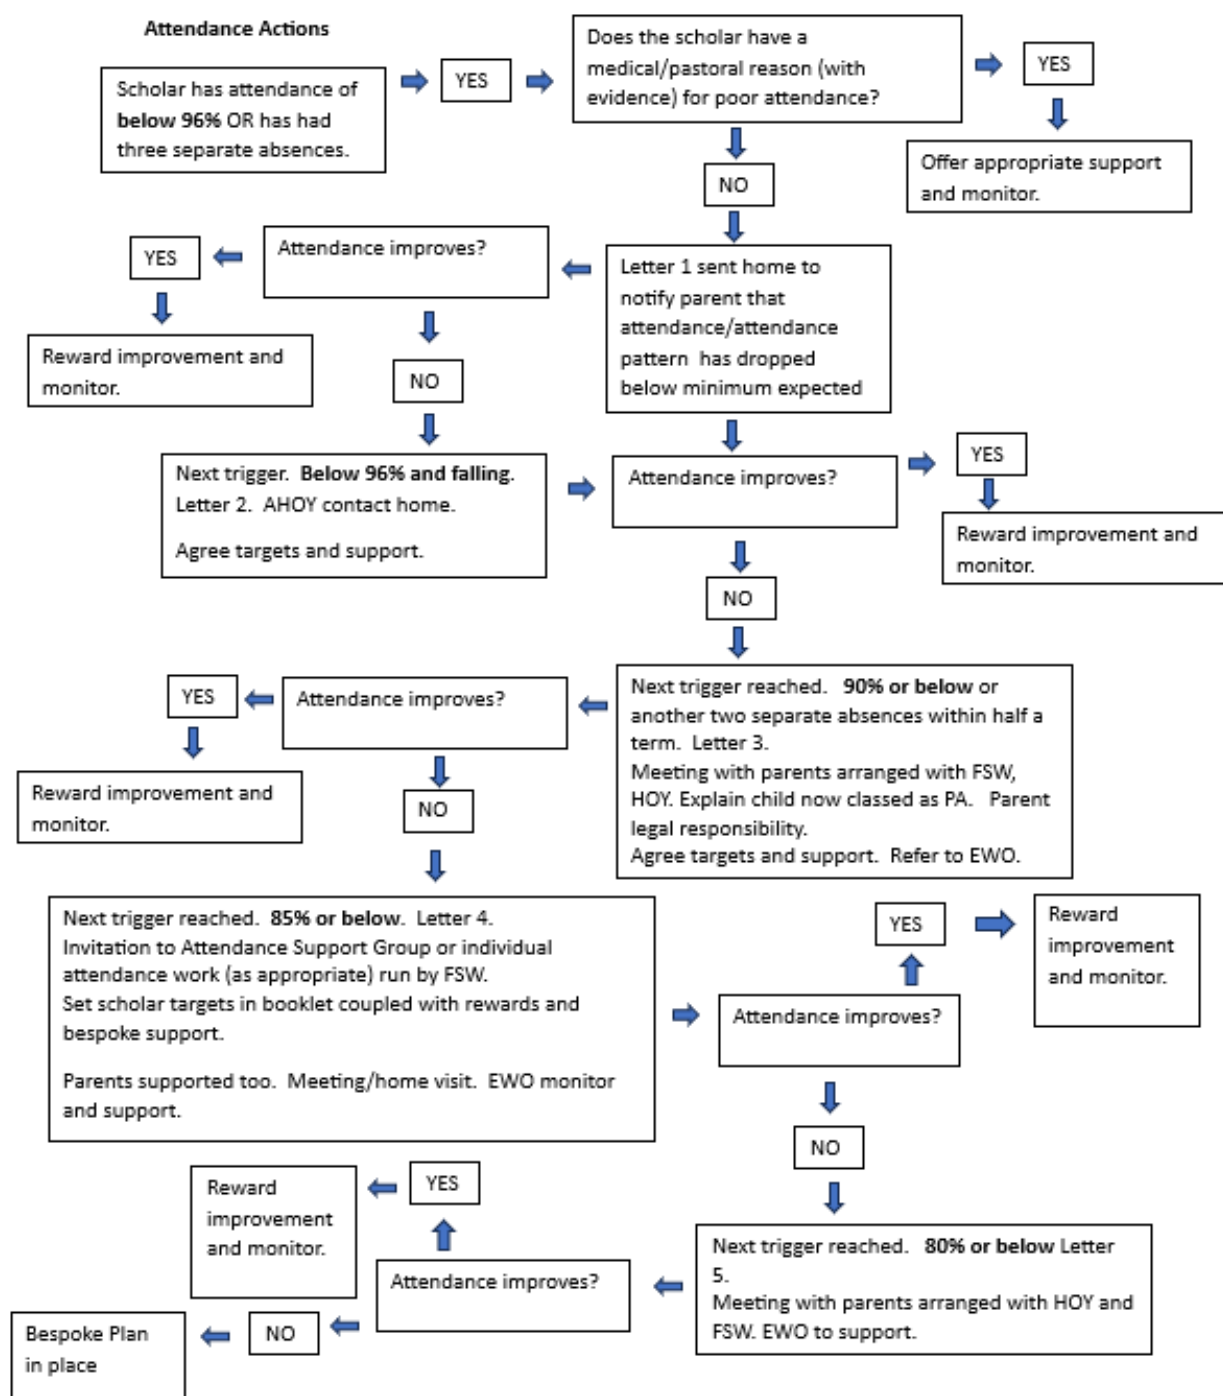 Attendance Actions
Scholar has attendance of
below 96% OR has had
three separate absences.
YES
Does the scholar have a
medical/pastoral reason (with
evidence) for poor attendance?
YES
Offer appropriate support
and monitor.
NO
Letter 1 sent home to
notify parent that
attendance/attendance
pattern has dropped
below minimum expected
Attendance improves?
YES
Reward improvement and
monitor.
NO
Next trigger. Below 96% and falling.
Letter 2. AHOY contact home.
Agree targets and support.
Attendance improves?
YES
Reward improvement and
monitor.
NO
Next trigger reached. 90% or below or
another two separate absences within half a
term. Letter 3.
Meeting with parents arranged with FSW,
HOY. Explain child now classed as PA. Parent
legal responsibility.
Agree targets and support. Refer to EWO.
Attendance improves?
YES
Reward improvement and
monitor.
NO
Next trigger reached. 85% or below. Letter 4.
Invitation to Attendance Support Group or individual
attendance work (as appropriate) run by FSW.
Set scholar targets in booklet coupled with rewards and
bespoke support.
Parents supported too. Meeting/home visit. EWO monitor
and support.
Attendance improves?
YES
Reward
improvement
and monitor.
NO
Next trigger reached. 80% or below Letter
5.
Meeting with parents arranged with HOY and
FSW. EWO to support.
Attendance improves?
YES
Reward
improvement
and monitor.
NO
Bespoke Plan
in place